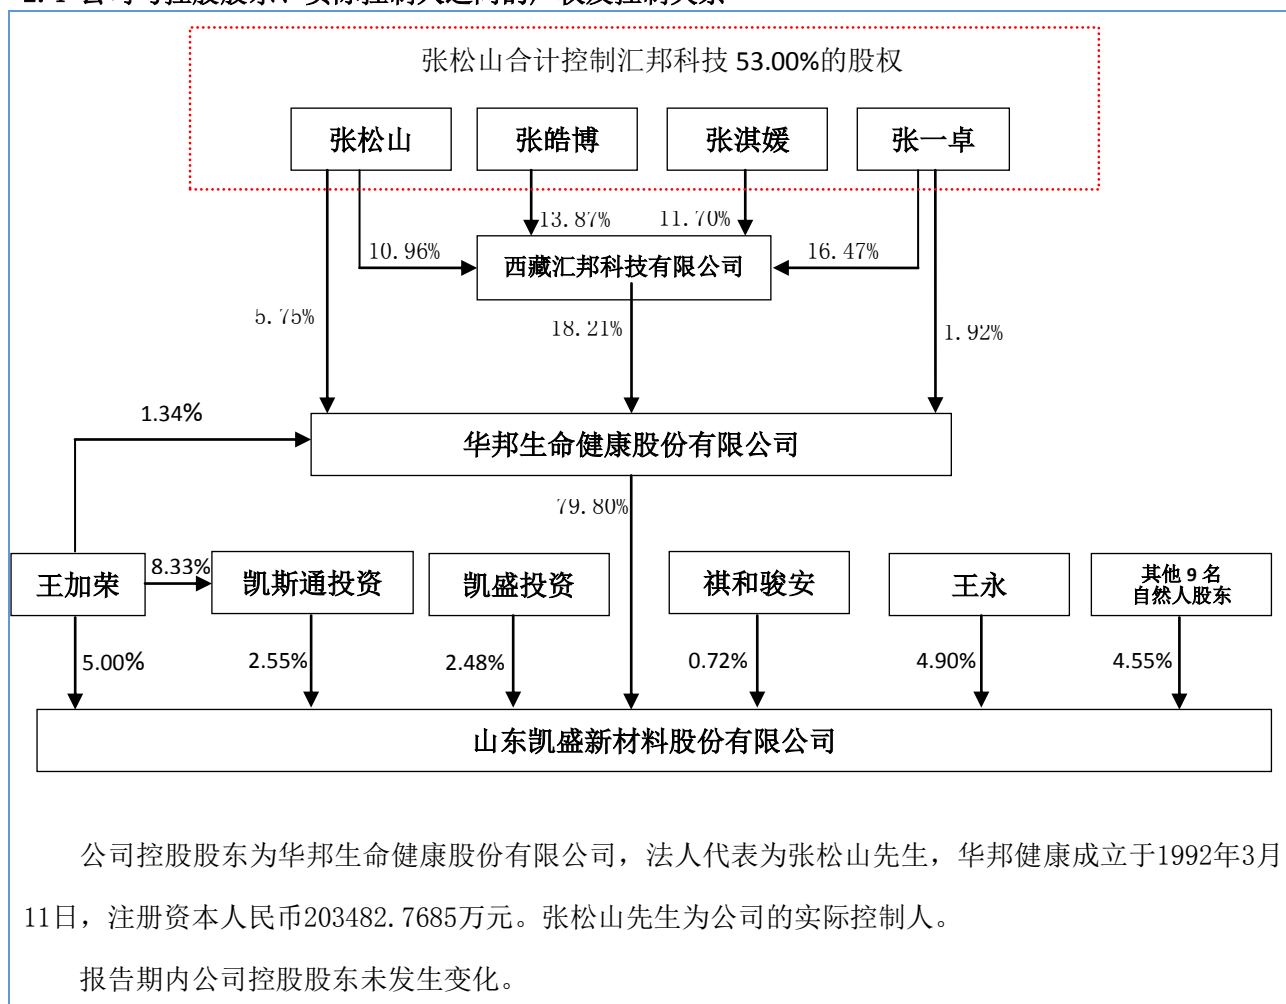 张松山合计控制汇邦科技 53.00%的股权
张松山
张皓博
张淇媛
张一卓
13.87%
11.70%
10.96%
西藏汇邦科技有限公司
16.47%
5.75%
18.21%
1.92%
1.34%
华邦生命健康股份有限公司
79.80%
王加荣
8.33%
凯斯通投资
凯盛投资
祺和骏安
王永
其他 9 名
自然人股东
5.00%
2.55%
2.48%
0.72%
4.90%
4.55%
山东凯盛新材料股份有限公司
公司控股股东为华邦生命健康股份有限公司，法人代表为张松山先生，华邦健康成立于1992年3月
11日，注册资本人民币203482.7685万元。张松山先生为公司的实际控制人。
报告期内公司控股股东未发生变化。